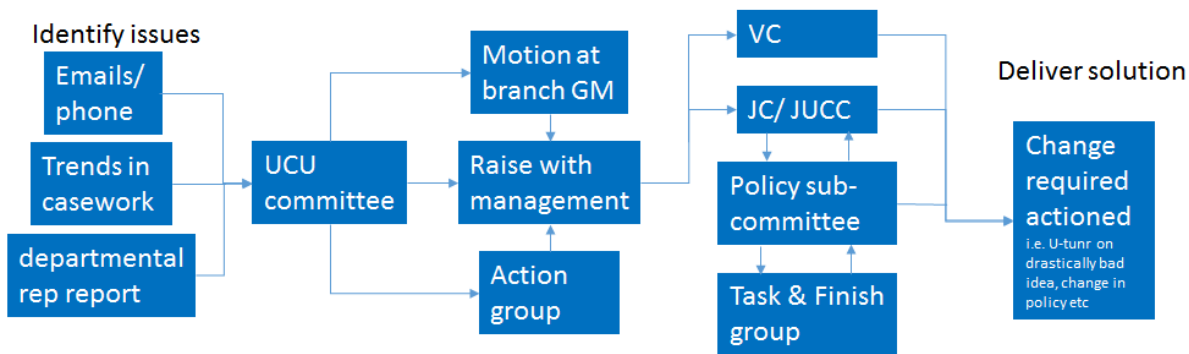 Identify issues
Emails/
phone
Trends in
casework
departmental
rep report
UCU
committee
Motion at
branch GM
Raise with
management
Action
group
VC
JC/ JUCC
Policy sub-
committee
Task & Finish
group
Deliver solution
Change
required
actioned
i.e. U-tunr on
drastically bad
idea, change in
policy etc